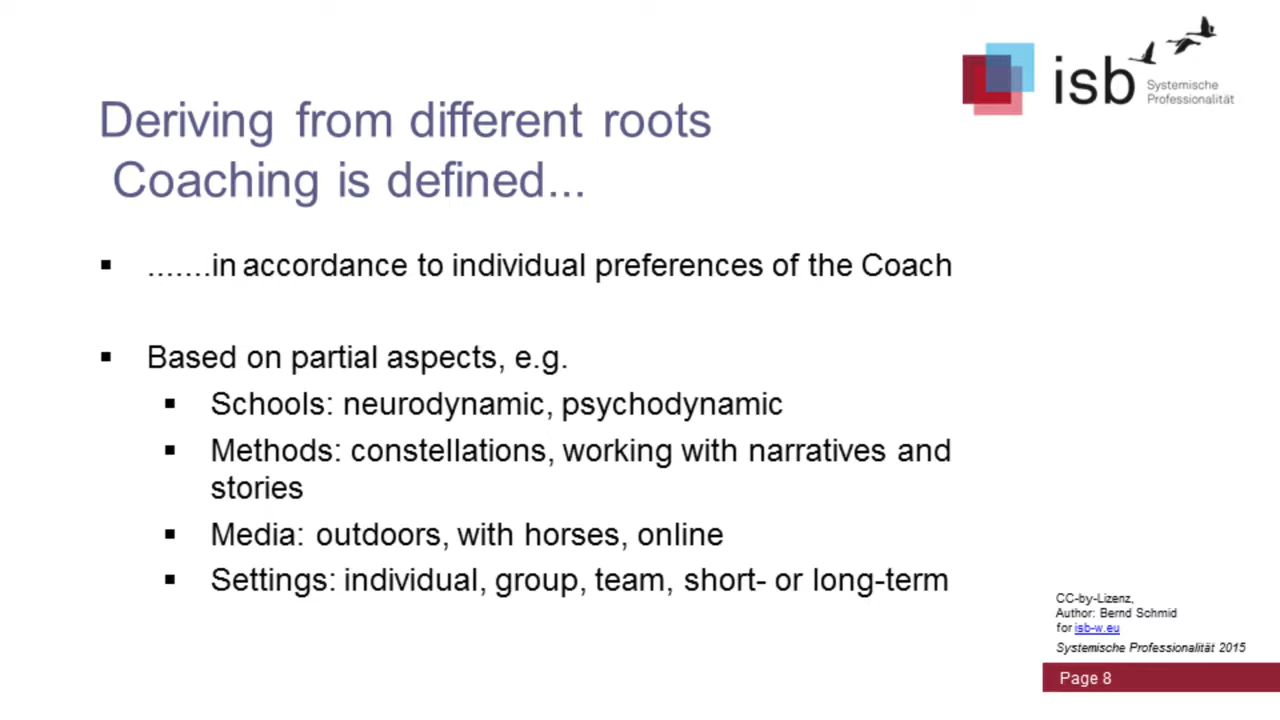 isb Systemische
Professionalität
Deriving from different roots
Coaching is defined...
▪ .......in accordance to individual preferences of the Coach
▪ Based on partial aspects, e.g.
▪ Schools: neurodynamic, psychodynamic
▪ Methods: constellations, working with narratives and
stories
▪ Media: outdoors, with horses, online
▪ Settings: individual, group, team, short- or long-term
CC-by-Lizenz,
Author: Bernd Schmid
for isb-w.eu
Systemische Professionalität 2015
Page 8